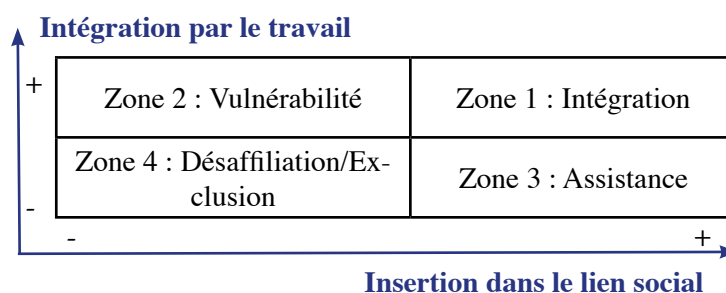 Intégration par le travail
+
Zone 2 : Vulnérabilité
Zone 1 : Intégration
Zone 4 : Désaffiliation/Ex-
clusion
Zone 3 : Assistance
-
- +
Insertion dans le lien social